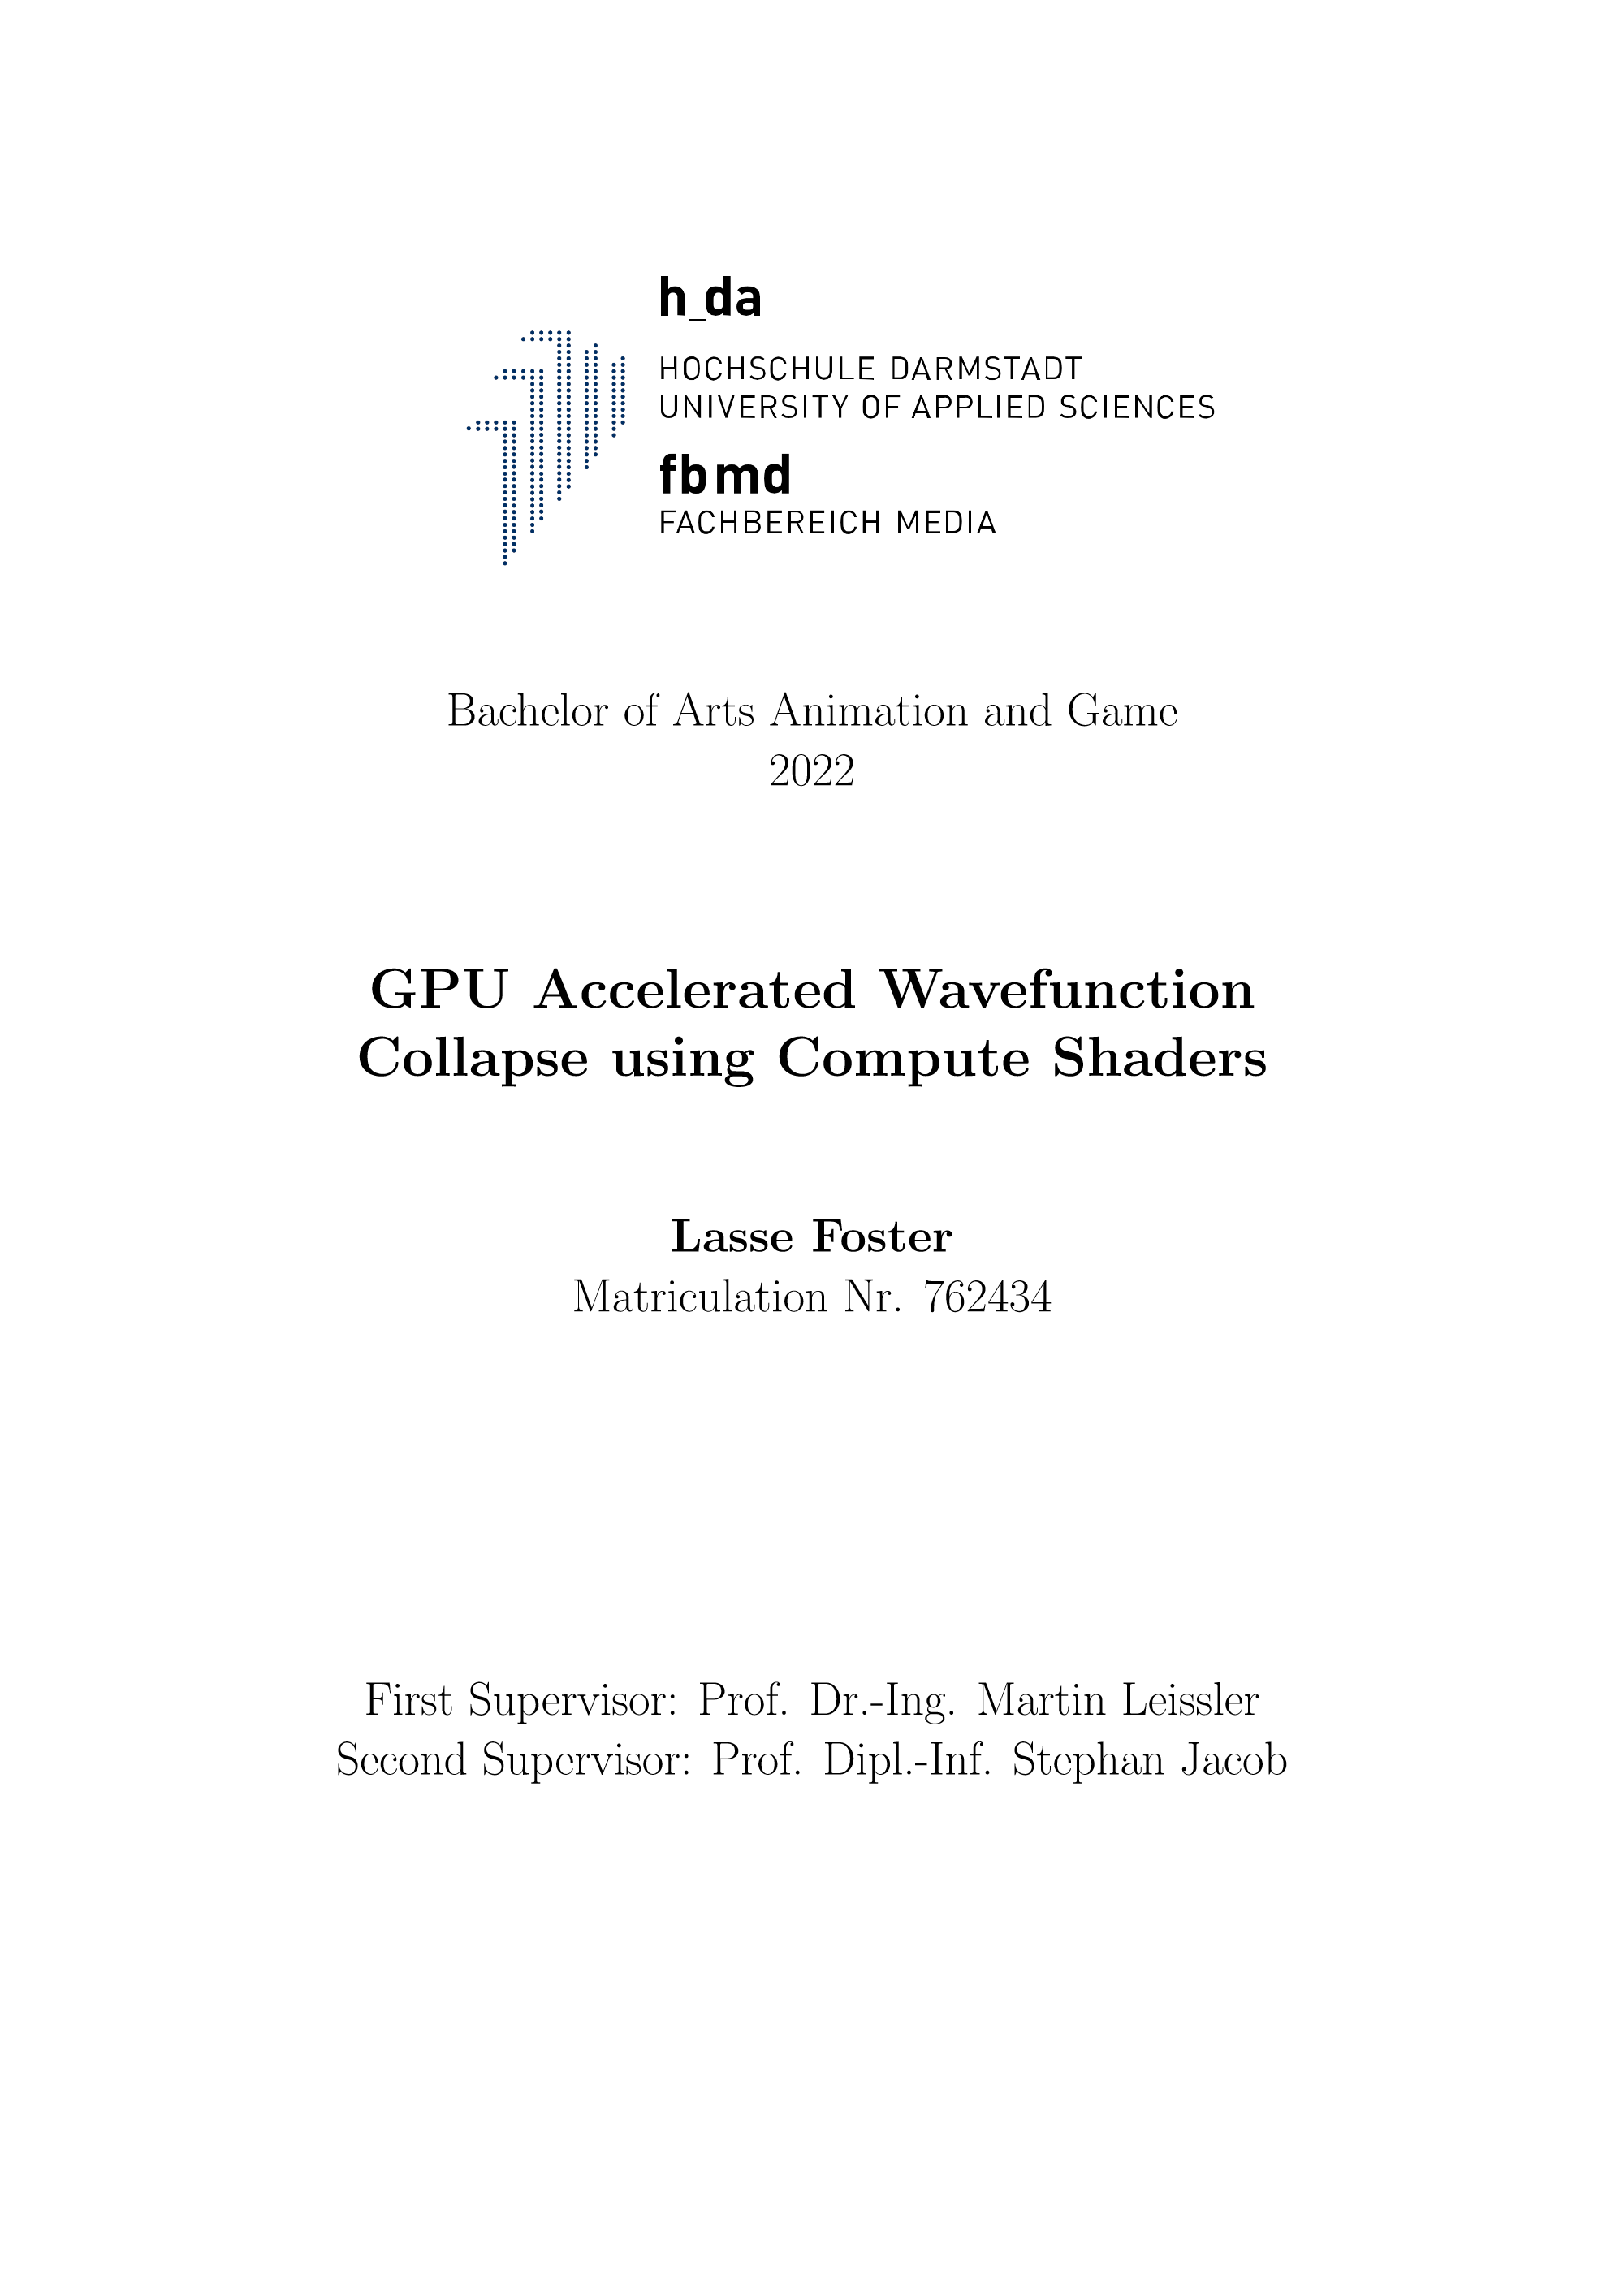 h_da
HOCHSCHULE DARMSTADT
UNIVERSITY OF APPLIED SCIENCES
fbmd
FACHBEREICH MEDIA
Bachelor of Arts Animation and Game
2022
GPU Accelerated Wavefunction
Collapse using Compute Shaders
Lasse Foster
Matriculation Nr. 762434
First Supervisor: Prof. Dr.-Ing. Martin Leissler
Second Supervisor: Prof. Dipl.-Inf. Stephan Jacob